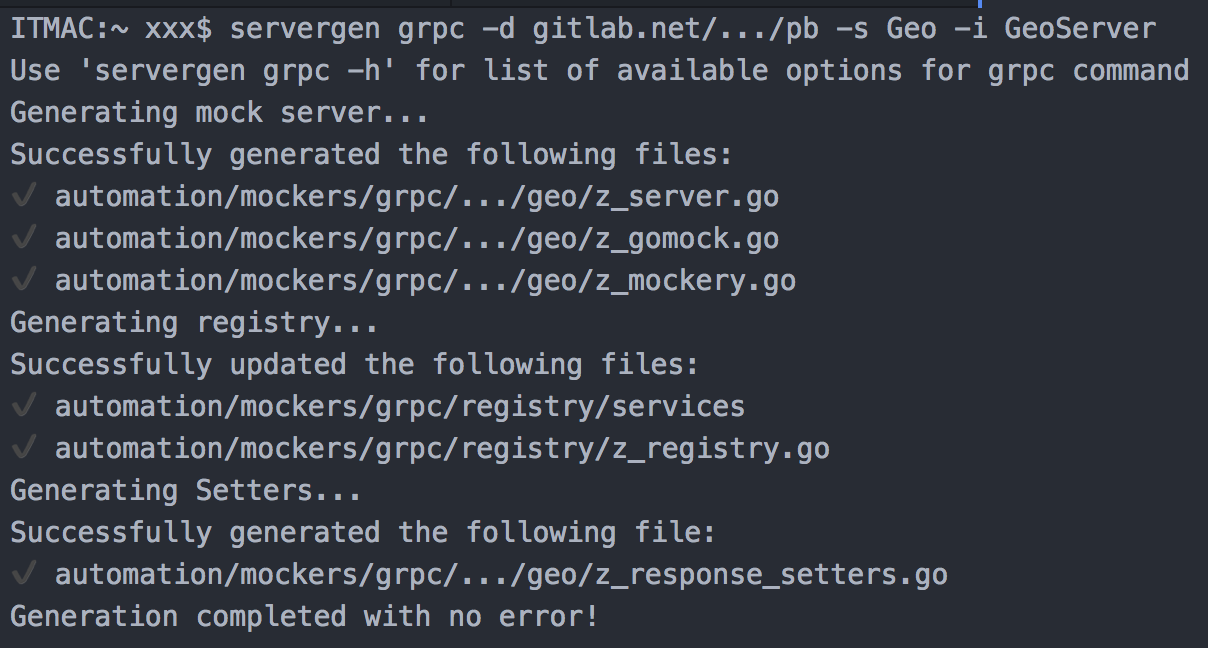 ITMAC:~ xxx$ servergen grpc -d gitlab.net/.../pb -s Geo -i GeoServer
Use 'servergen grpc -h' for list of available options for grpc command
Generating mock server...
Successfully generated the following files:
✔ automation/mockers/grpc/.../geo/z_server.go
✔ automation/mockers/grpc/.../geo/z_gomock.go
✔ automation/mockers/grpc/.../geo/z_mockery.go
Generating registry...
Successfully updated the following files:
✔ automation/mockers/grpc/registry/services
✔ automation/mockers/grpc/registry/z_registry.go
Generating Setters...
Successfully generated the following file:
✔ automation/mockers/grpc/.../geo/z_response_setters.go
Generation completed with no error!